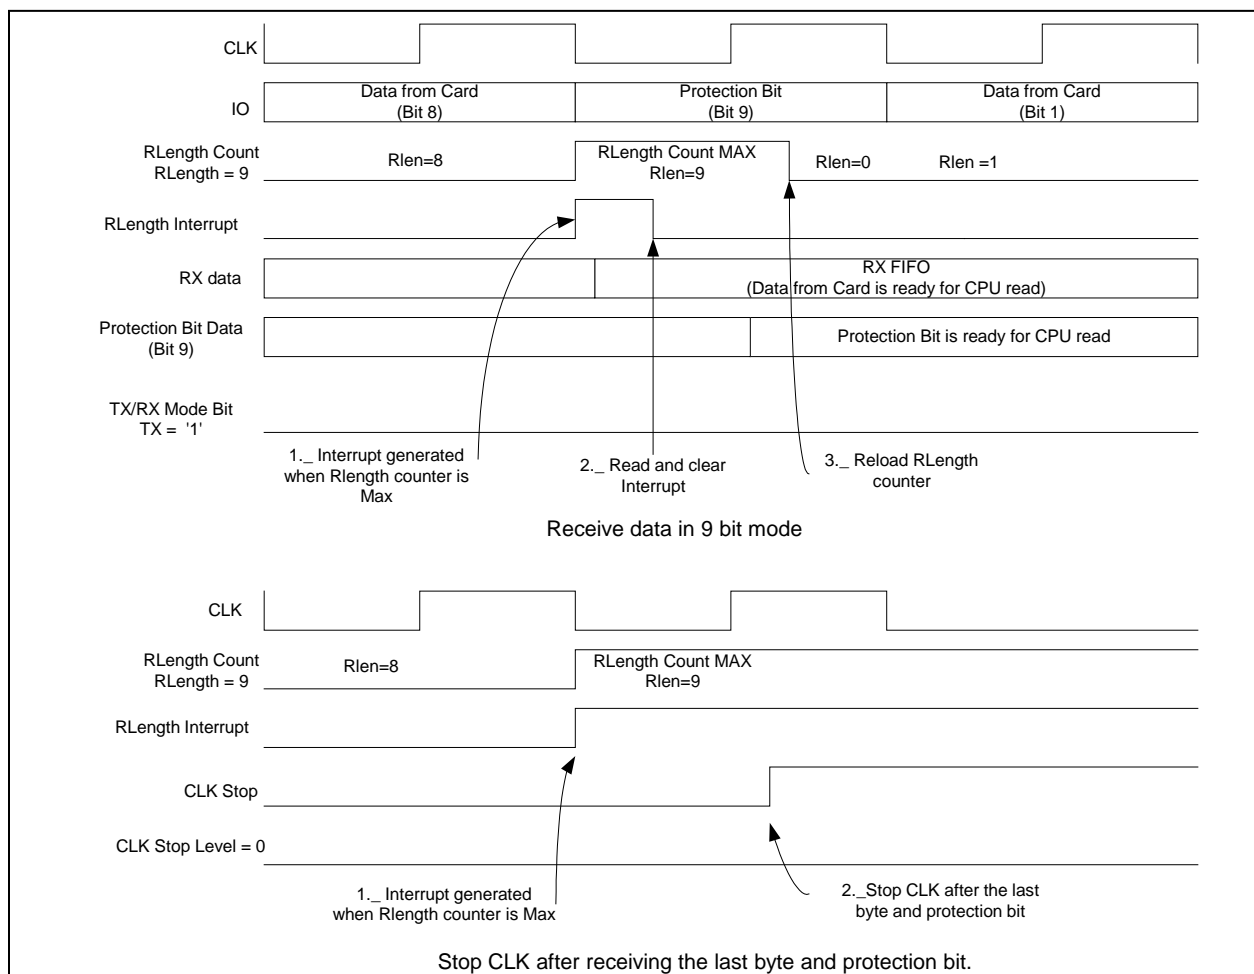 CLK
Data from Card
(Bit 8)
Protection Bit
(Bit 9)
Data from Card
(Bit 1)
IO
RLength Count
RLength = 9
Rlen=8
RLength Count MAX
Rlen=9
Rlen=0
Rlen =1
RLength Interrupt
RX data
RX FIFO
(Data from Card is ready for CPU read)
Protection Bit Data
(Bit 9)
Protection Bit is ready for CPU read
TX/RX Mode Bit
TX = '1'
1._ Interrupt generated
when Rlength counter is
Max
2._ Read and clear
Interrupt
3._ Reload RLength
counter
Receive data in 9 bit mode
CLK
RLength Count
RLength = 9
Rlen=8
RLength Count MAX
Rlen=9
RLength Interrupt
CLK Stop
CLK Stop Level = 0
1._ Interrupt generated
when Rlength counter is Max
2._Stop CLK after the last
byte and protection bit
Stop CLK after receiving the last byte and protection bit.